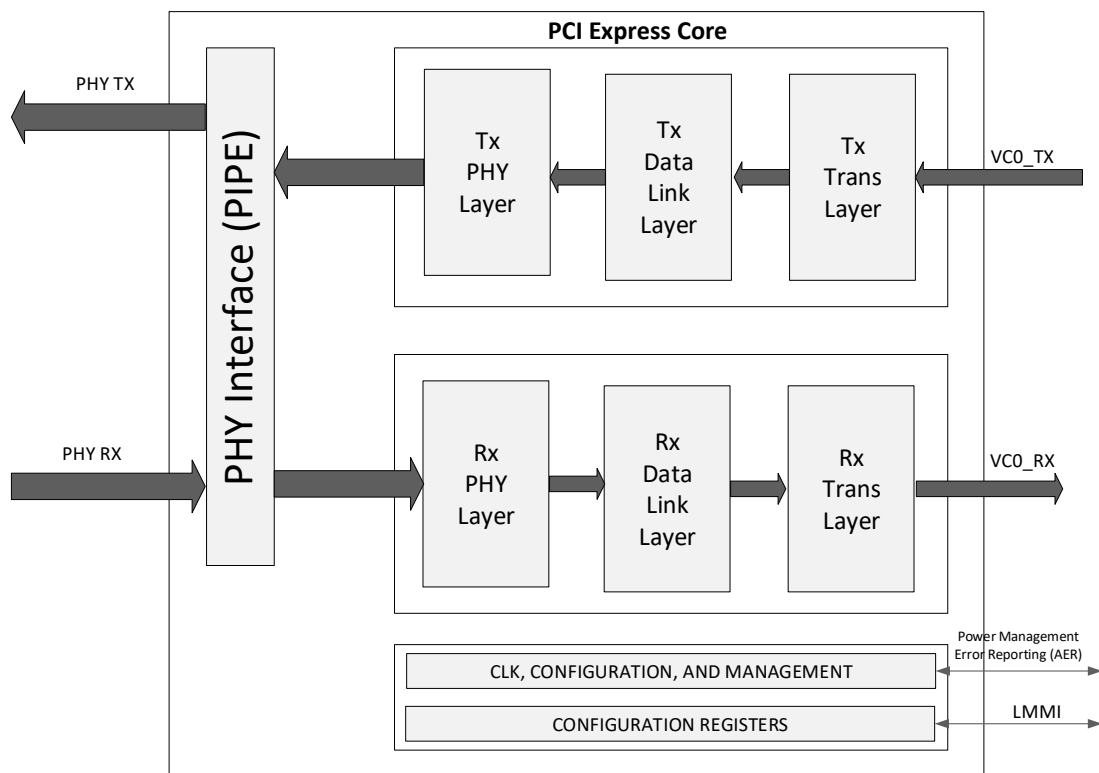 PCI Express Core
PHY TX
PHY Interface (PIPE)
Tx
PHY
Layer
Tx
Data
Link
Layer
Tx
Trans
Layer
VC0_TX
PHY RX
Rx
PHY
Layer
Rx
Data
Link
Layer
Rx
Trans
Layer
VC0_RX
Power Management
Error Reporting (AER)
CLK, CONFIGURATION, AND MANAGEMENT
CONFIGURATION REGISTERS
LMMI